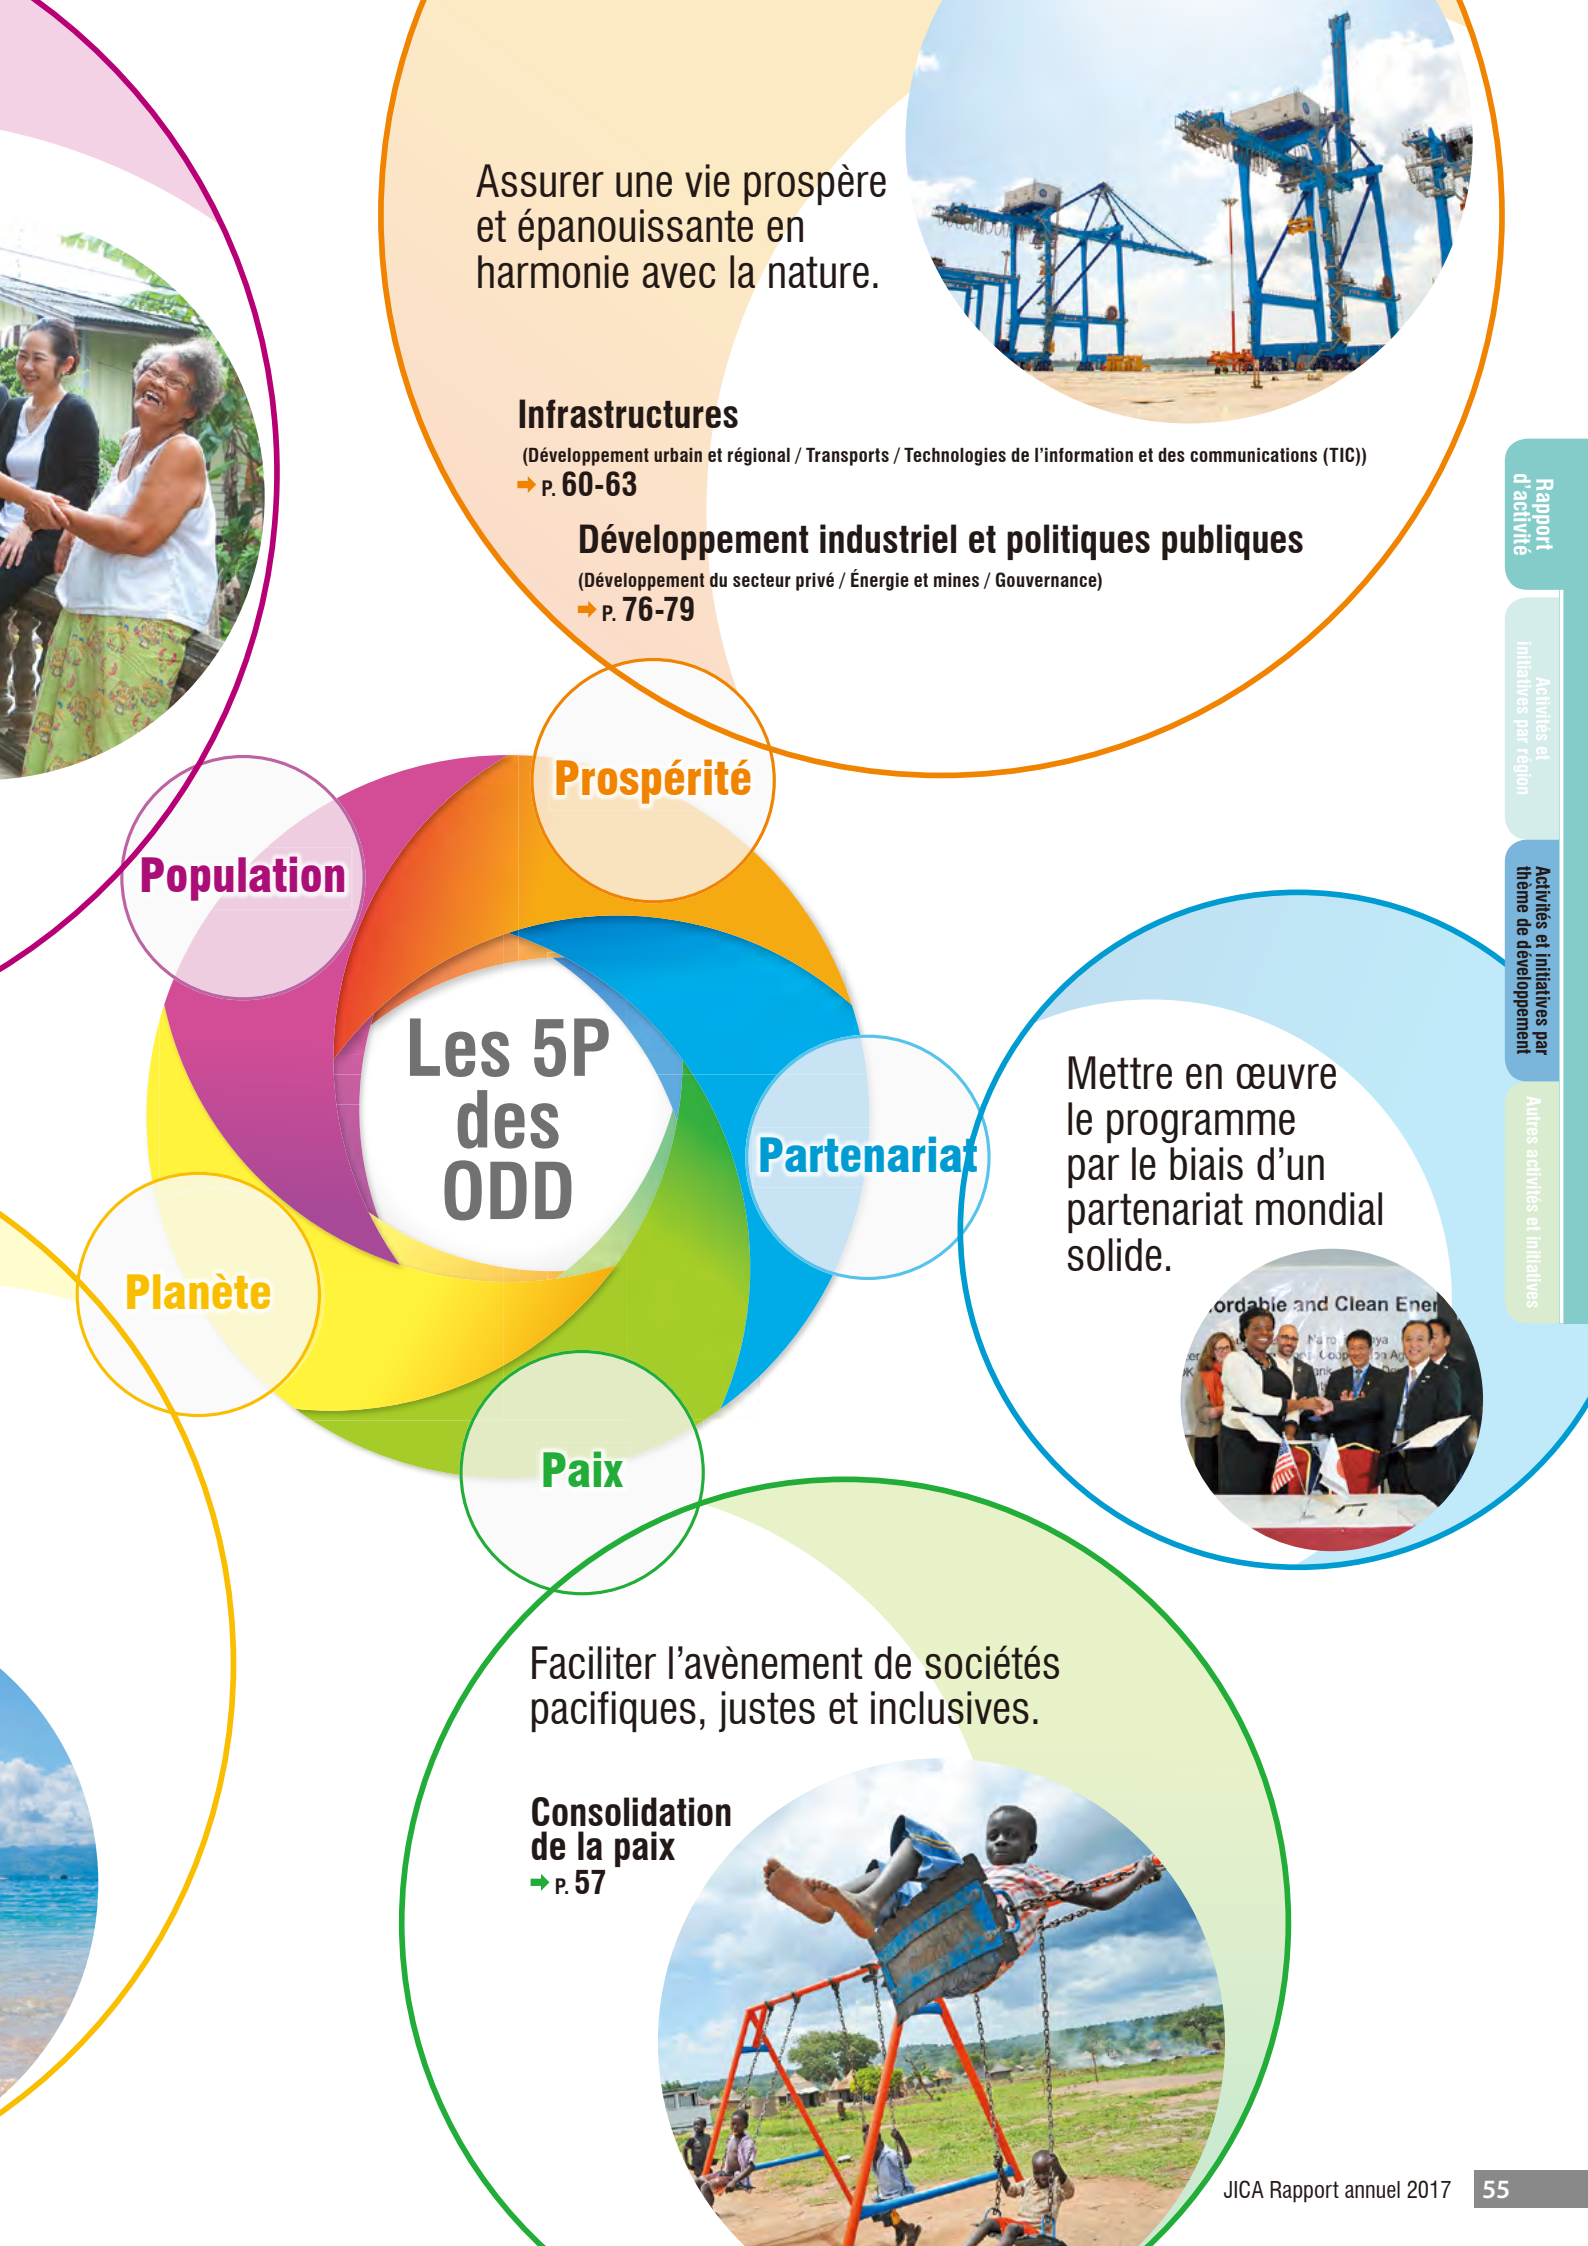 Assurer une vie prospère
et épanouissante en
harmonie avec la nature.
Infrastructures
(Développement urbain et régional / Transports / Technologies de l'information et des communications (TIC))
P. 60-63
Développement industriel et politiques publiques
(Développement du secteur privé / Énergie et mines / Gouvernance)
P. 76-79
Prospérité
Population
Les 5P
des
ODD
Partenariat
Planète
Paix
Mettre en œuvre
le programme
par le biais d'un
partenariat mondial
solide.
ordable and Clean Ener
Faciliter l'avènement de sociétés
pacifiques, justes et inclusives.
Consolidation
de la paix
P. 57
Rapport
d'activité
Activités et
initiatives par région
Activités et initiatives par
thème de développement
Autres activités et initiatives
JICA Rapport annuel 2017 55